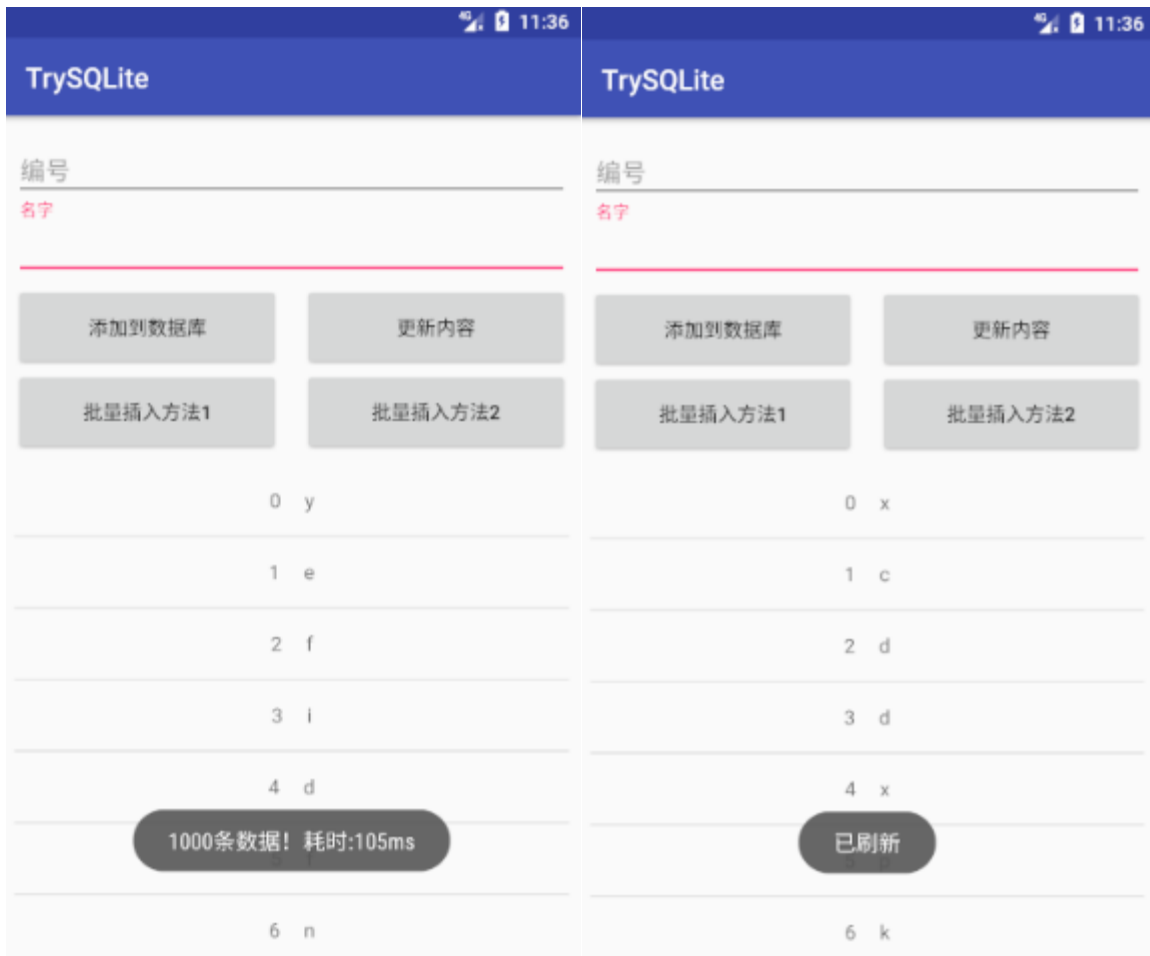 4G 11:36
TrySQLite
编号
名字
添加到数据库 更新内容
批量插入方法1 批量插入方法2
0 y
1 e
2 f
3 i
4 d
1000条数据! 耗时:105ms
6 n
4G 11:36
TrySQLite
编号
名字
添加到数据库 更新内容
批量插入方法1 批量插入方法2
0 x
1 c
2 d
3 d
4 x
已刷新
6 k